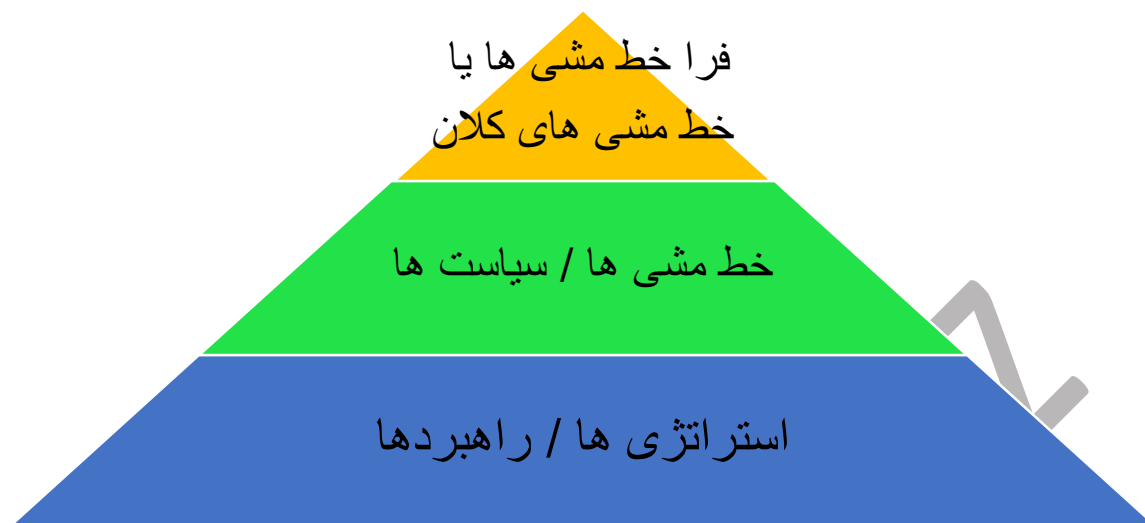 فرا خط مشی ها یا
خط مشی های کلان
خط مشی ها / سیاست ها
استراتژی ها / راهبردها